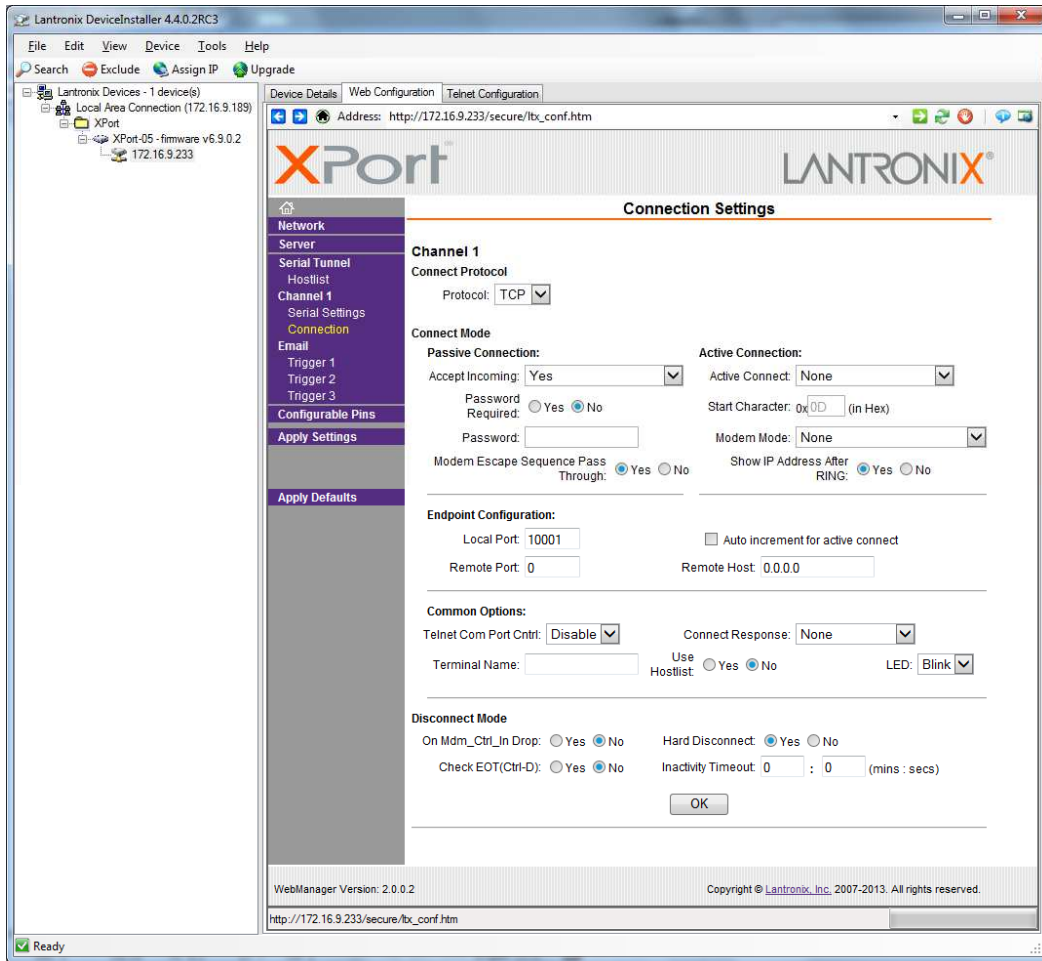 Lantronix DeviceInstaller 4.4.0.2RC3
File Edit View Device Tools Help
Search Exclude Assign IP Upgrade
Lantronix Devices - 1 device(s)
Local Area Connection (172.16.9.189)
XPort
XPort-05 - firmware v6.9.0.2
172.16.9.233
Device Details Web Configuration Telnet Configuration
Address: http://172.16.9.233/secure/ltx_conf.htm
XPort LANTRONIX®
Network
Server
Serial Tunnel
Hostlist
Channel 1
Serial Settings
Connection
Email
Trigger 1
Trigger 2
Trigger 3
Configurable Pins
Apply Settings
Apply Defaults
Connection Settings
Channel 1
Connect Protocol
Protocol: TCP
Connect Mode
Passive Connection: Active Connection:
Accept Incoming: Yes Active Connect: None
Password Required: Yes No Start Character: 0x 0D (in Hex)
Password: Modem Mode: None
Modem Escape Sequence Pass Through: Yes No Show IP Address After RING: Yes No
Endpoint Configuration:
Local Port: 10001 Auto increment for active connect
Remote Port: 0 Remote Host: 0.0.0.0
Common Options:
Telnet Com Port Cntrl: Disable Connect Response: None
Terminal Name: Use Hostlist: Yes No LED: Blink
Disconnect Mode
On Mdm_Ctrl_In Drop: Yes No Hard Disconnect: Yes No
Check EOT(Ctrl-D): Yes No Inactivity Timeout: 0 : 0 (mins : secs)
OK
WebManager Version: 2.0.0.2 Copyright © Lantronix, Inc. 2007-2013. All rights reserved.
http://172.16.9.233/secure/ltx_conf.htm
Ready